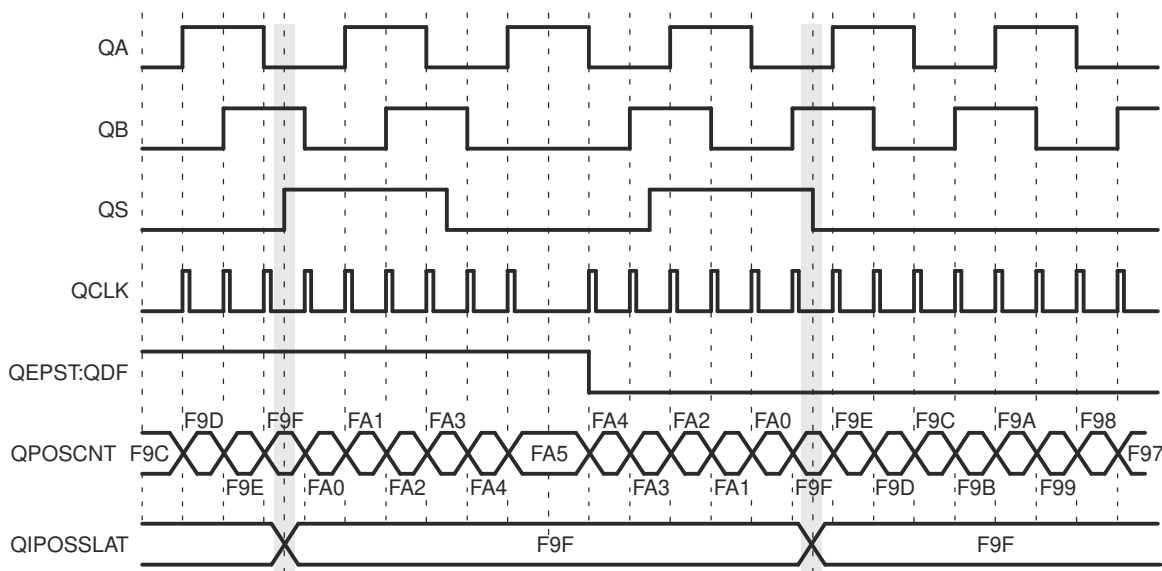 QA
QB
QS
QCLK
QEPST:QDF
F9D F9F FA1 FA3 FA4 FA2 FA0 F9E F9C F9A F98
QPOSCNT F9C FA5 F97
F9E FA0 FA2 FA4 FA3 FA1 F9F F9D F9B F99
QIPOSSLAT F9F F9F